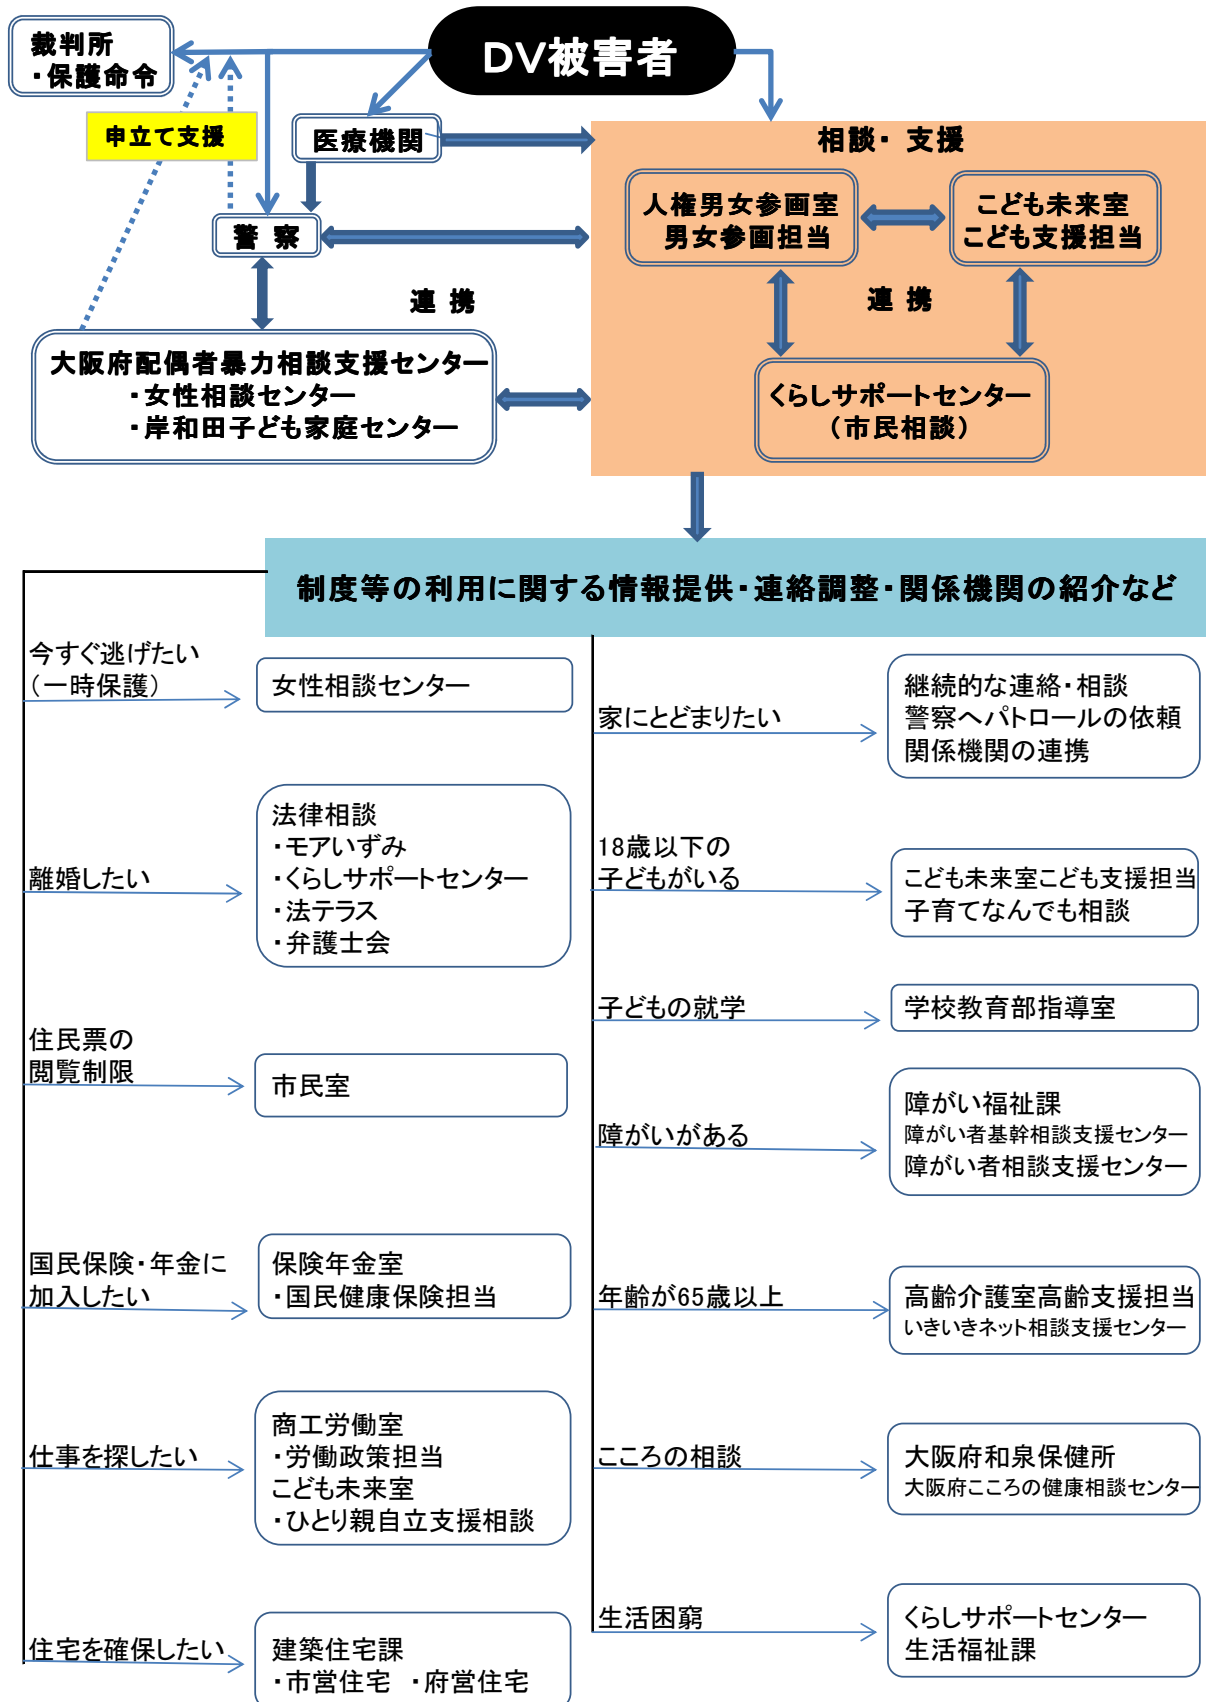 DV被害者
裁判所
・保護命令
申立て支援
医療機関
警 察
連 携
大阪府配偶者暴力相談支援センター
・女性相談センター
・岸和田子ども家庭センター
相談・ 支援
人権男女参画室
男女参画担当
こども未来室
こども支援担当
連 携
くらしサポートセンター
（市民相談）
制度等の利用に関する情報提供・連絡調整・関係機関の紹介など
今すぐ逃げたい
（一時保護）
女性相談センター
離婚したい
法律相談
・モアいずみ
・くらしサポートセンター
・法テラス
・弁護士会
住民票の
閲覧制限
市民室
国民保険・年金に
加入したい
保険年金室
・国民健康保険担当
仕事を探したい
商工労働室
・労働政策担当
こども未来室
・ひとり親自立支援相談
住宅を確保したい
建築住宅課
・市営住宅 ・府営住宅
家にとどまりたい
継続的な連絡・相談
警察へパトロールの依頼
関係機関の連携
18歳以下の
子どもがいる
こども未来室こども支援担当
子育てなんでも相談
子どもの就学
学校教育部指導室
障がいがある
障がい福祉課
障がい者基幹相談支援センター
障がい者相談支援センター
年齢が65歳以上
高齢介護室高齢支援担当
いきいきネット相談支援センター
こころの相談
大阪府和泉保健所
大阪府こころの健康相談センター
生活困窮
くらしサポートセンター
生活福祉課